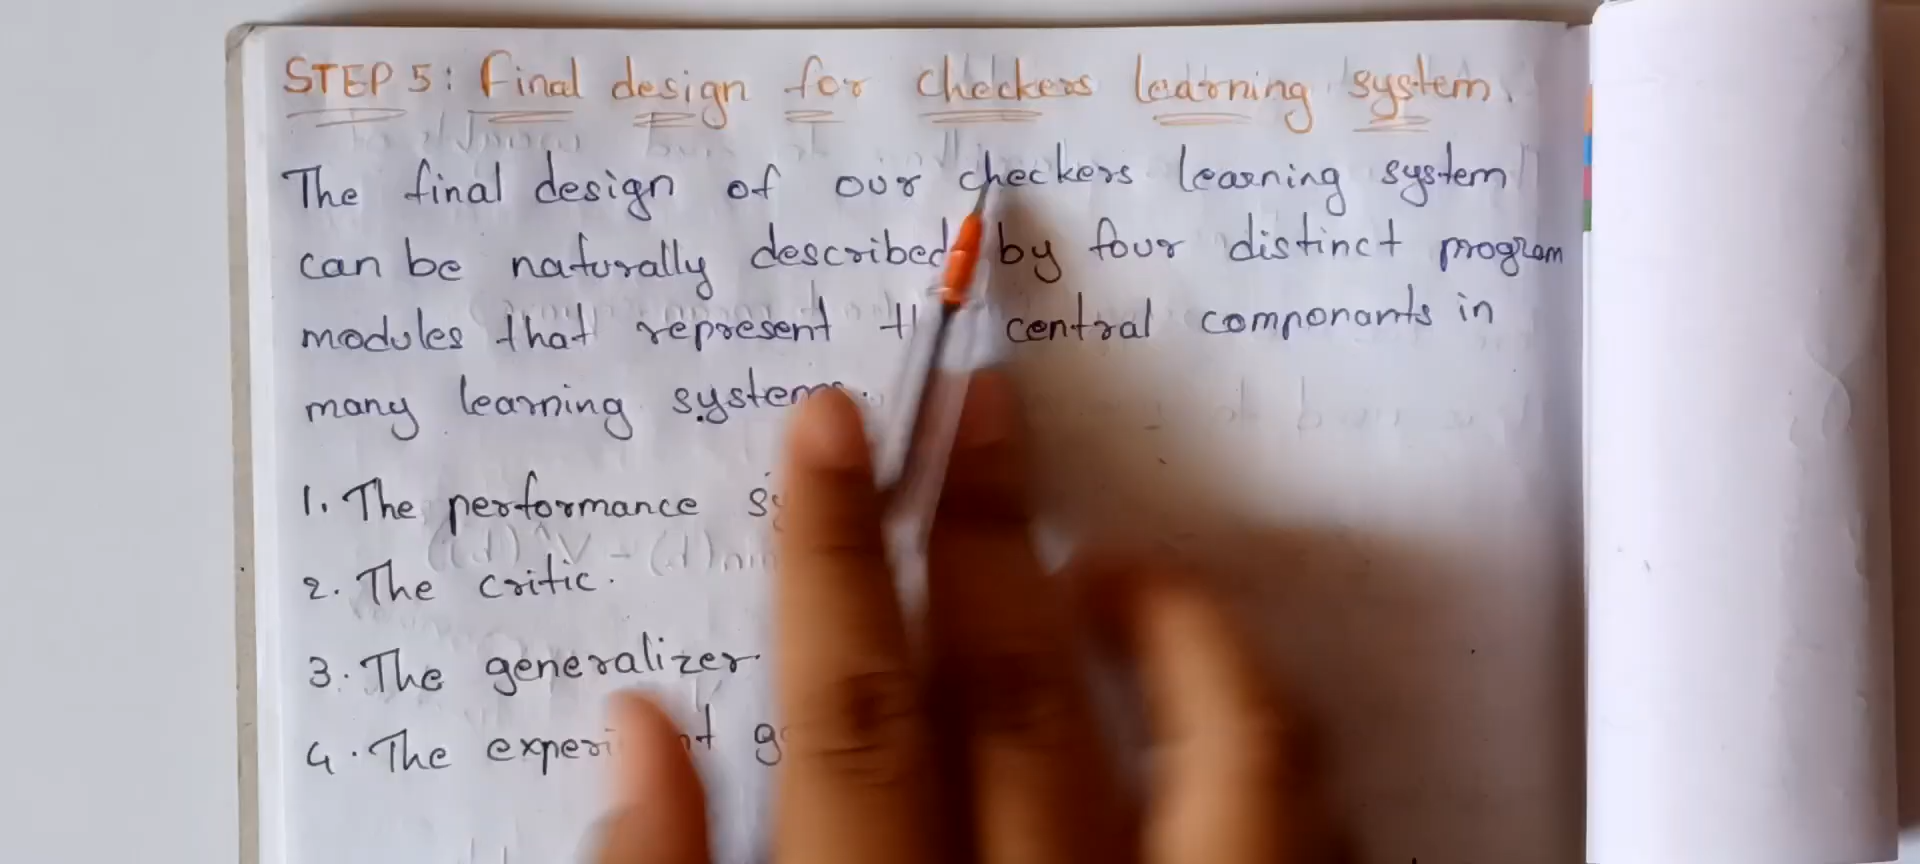 STEP 5: Final design for checkers learning system.
The final design of our checkers learning system
can be naturally described by four distinct program
modules that represent central componants in
many learning systems.
1. The performance
2. The critic.
3. The generalizer.
4. The